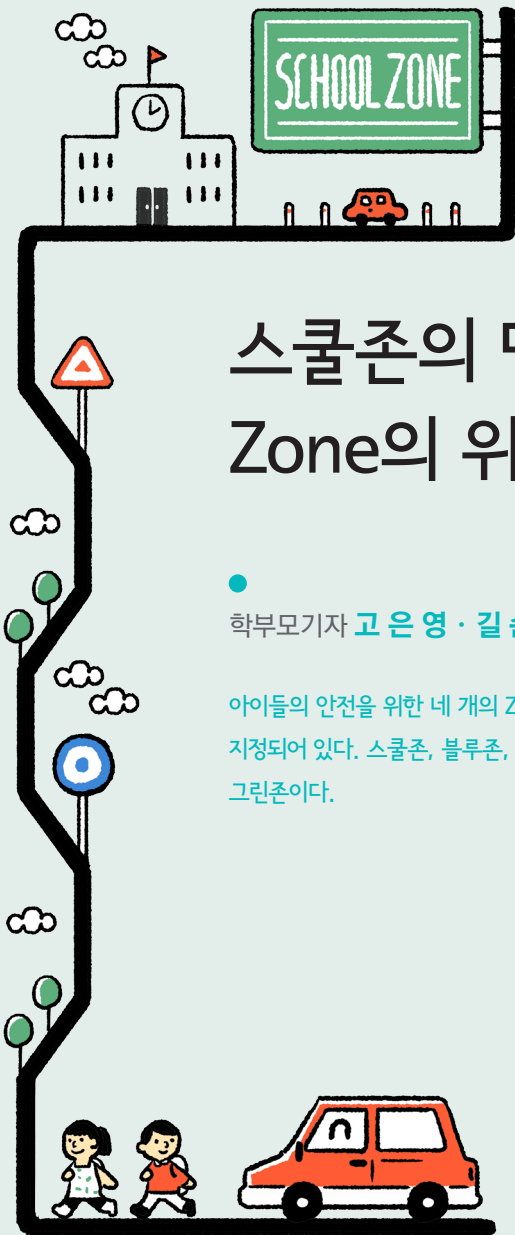 SCHOOL ZONE
스쿨존의
Zone의 위
학부모기자 고 은 영 · 길
아이들의 안전을 위한 네 개의
지정되어 있다. 스쿨존, 블루존,
그린존이다.